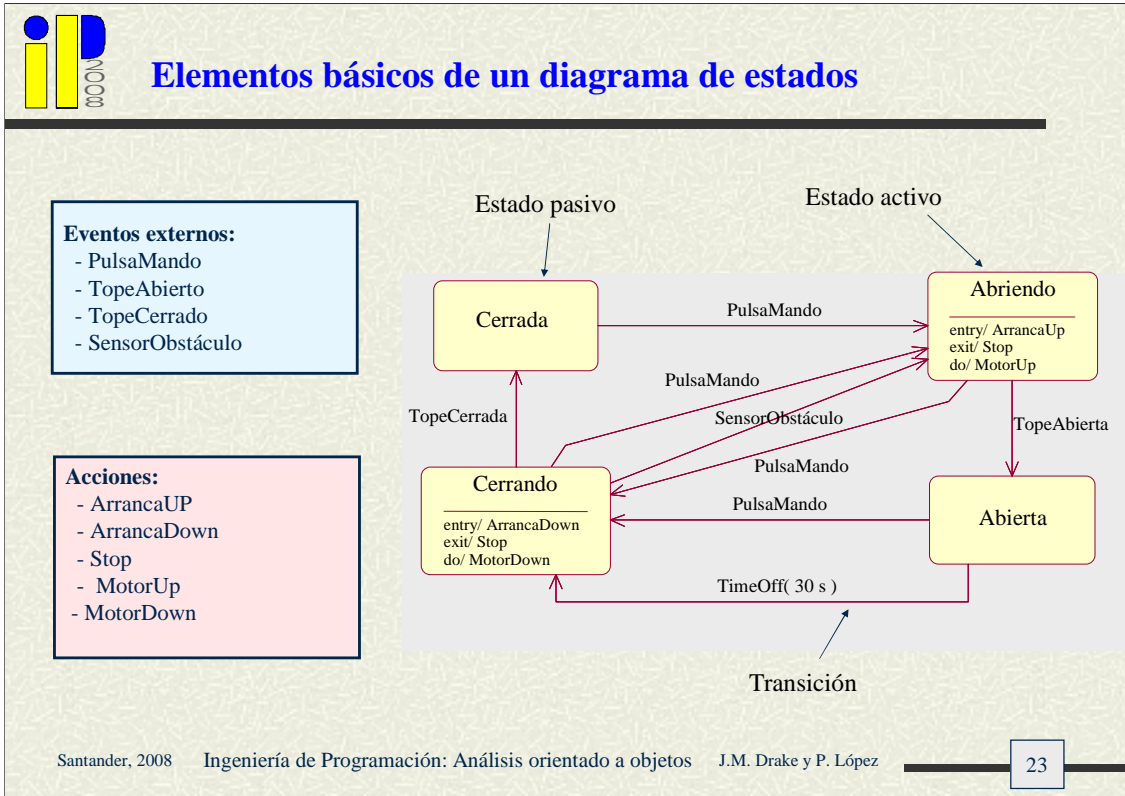 iP
2008
Elementos básicos de un diagrama de estados
Eventos externos:
- PulsaMando
- TopeAbierto
- TopeCerrado
- SensorObstáculo
Acciones:
- ArrancaUP
- ArrancaDown
- Stop
- MotorUp
- MotorDown
Estado pasivo
Estado activo
Cerrada
PulsaMando
Abriendo
entry/ ArrancaUp
exit/ Stop
do/ MotorUp
PulsaMando
TopeCerrada
SensorObstáculo
TopeAbierta
PulsaMando
Cerrando
entry/ ArrancaDown
exit/ Stop
do/ MotorDown
PulsaMando
Abierta
TimeOff( 30 s )
Transición
Santander, 2008
Ingeniería de Programación: Análisis orientado a objetos
J.M. Drake y P. López
23